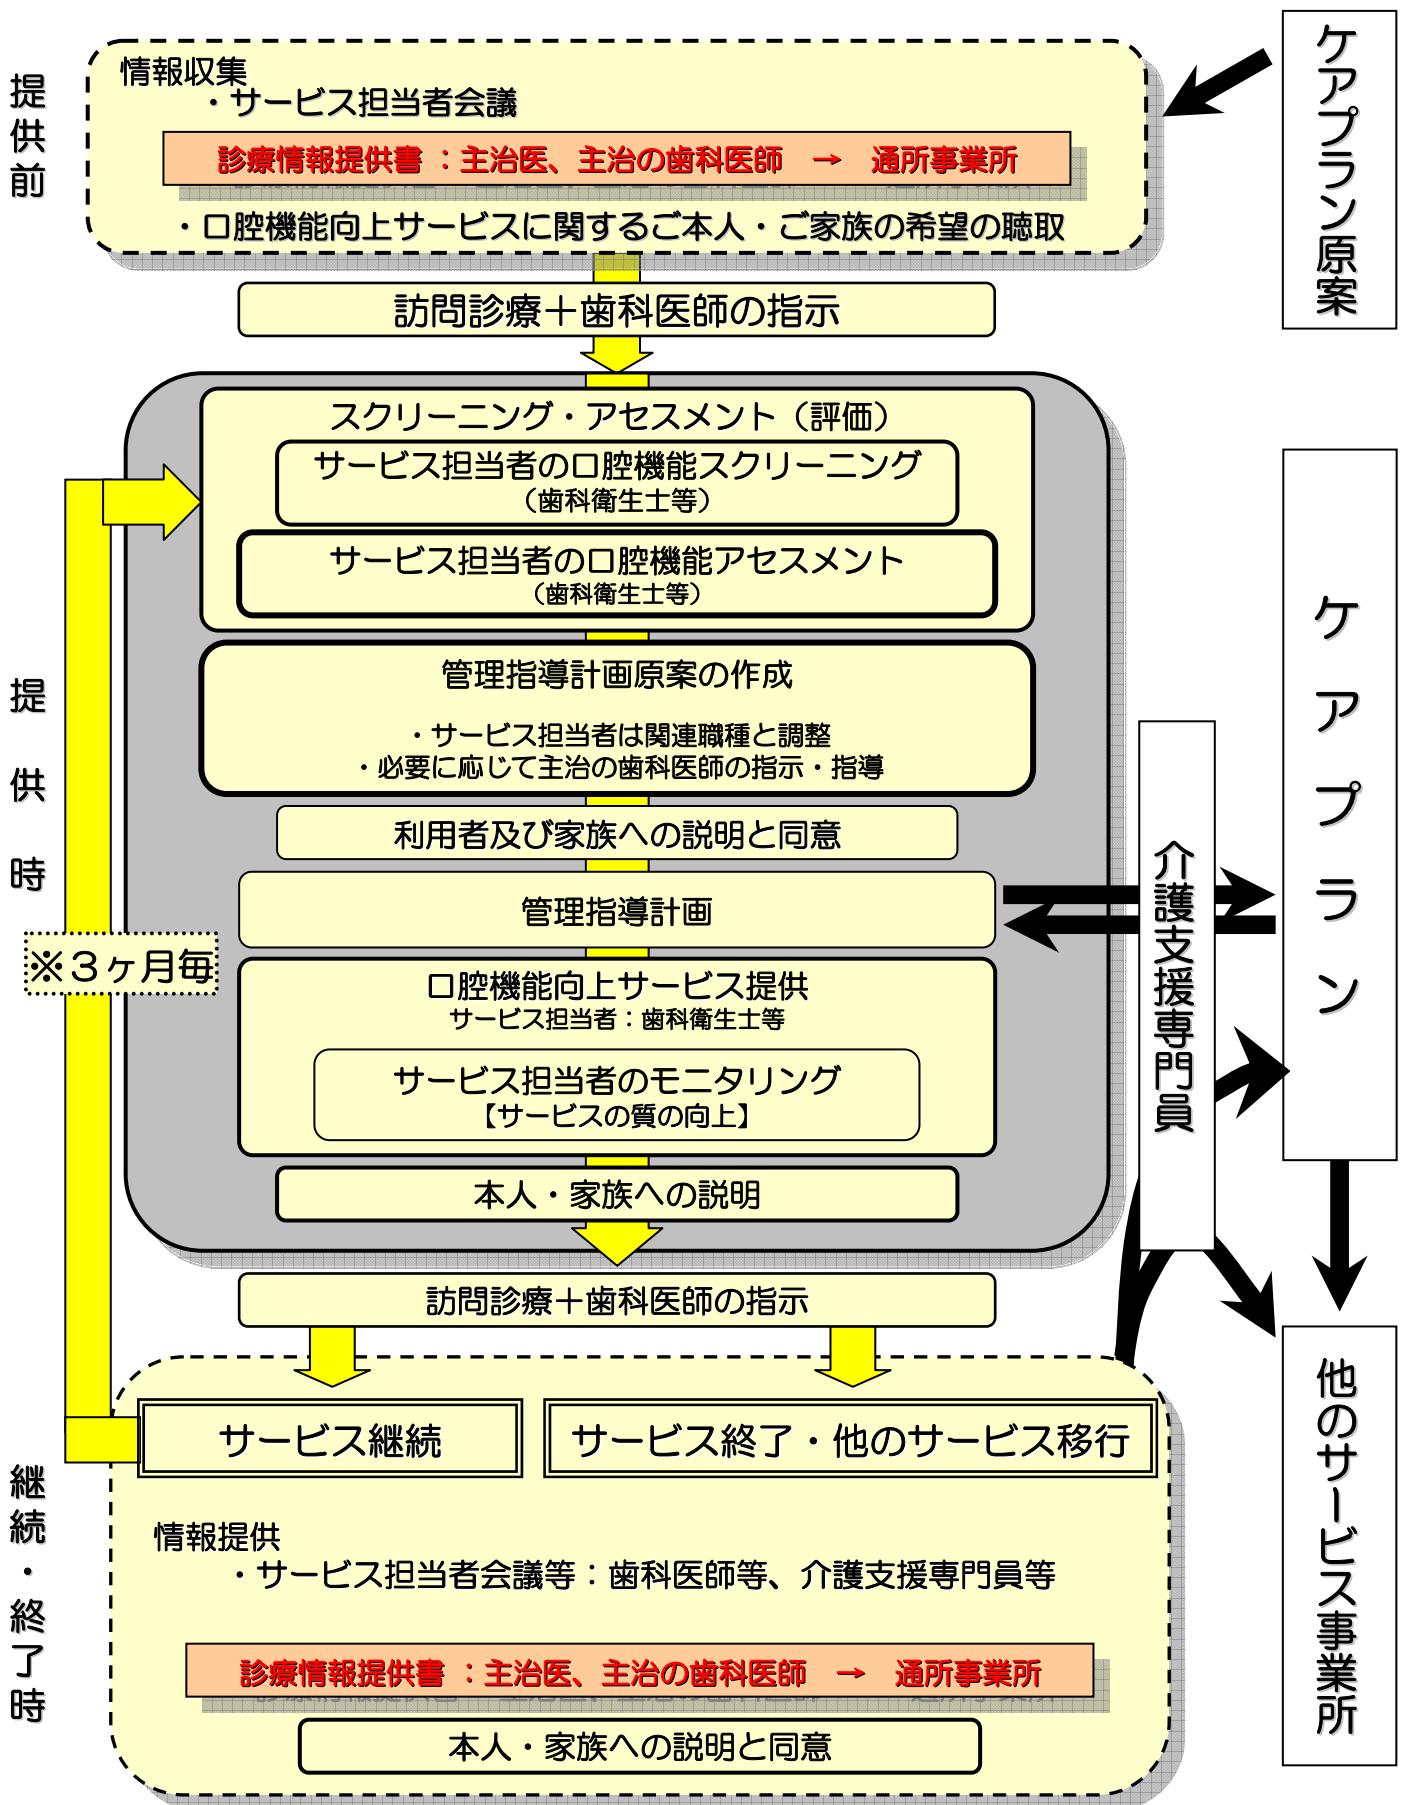 提供前
情報収集
・サービス担当者会議
診療情報提供書 ：主治医、主治の歯科医師　→　通所事業所
・口腔機能向上サービスに関するご本人・ご家族の希望の聴取
ケアプラン原案
訪問診療＋歯科医師の指示
提供時
スクリーニング・アセスメント（評価）
サービス担当者の口腔機能スクリーニング
（歯科衛生士等）
サービス担当者の口腔機能アセスメント
（歯科衛生士等）
管理指導計画原案の作成
・サービス担当者は関連職種と調整
・必要に応じて主治の歯科医師の指示・指導
利用者及び家族への説明と同意
管理指導計画
※３ヶ月毎
口腔機能向上サービス提供
サービス担当者：歯科衛生士等
サービス担当者のモニタリング
【サービスの質の向上】
本人・家族への説明
介護支援専門員
ケアプラン
訪問診療＋歯科医師の指示
継続・終了時
サービス継続
サービス終了・他のサービス移行
情報提供
・サービス担当者会議等：歯科医師等、介護支援専門員等
診療情報提供書 ：主治医、主治の歯科医師　→　通所事業所
本人・家族への説明と同意
他のサービス事業所